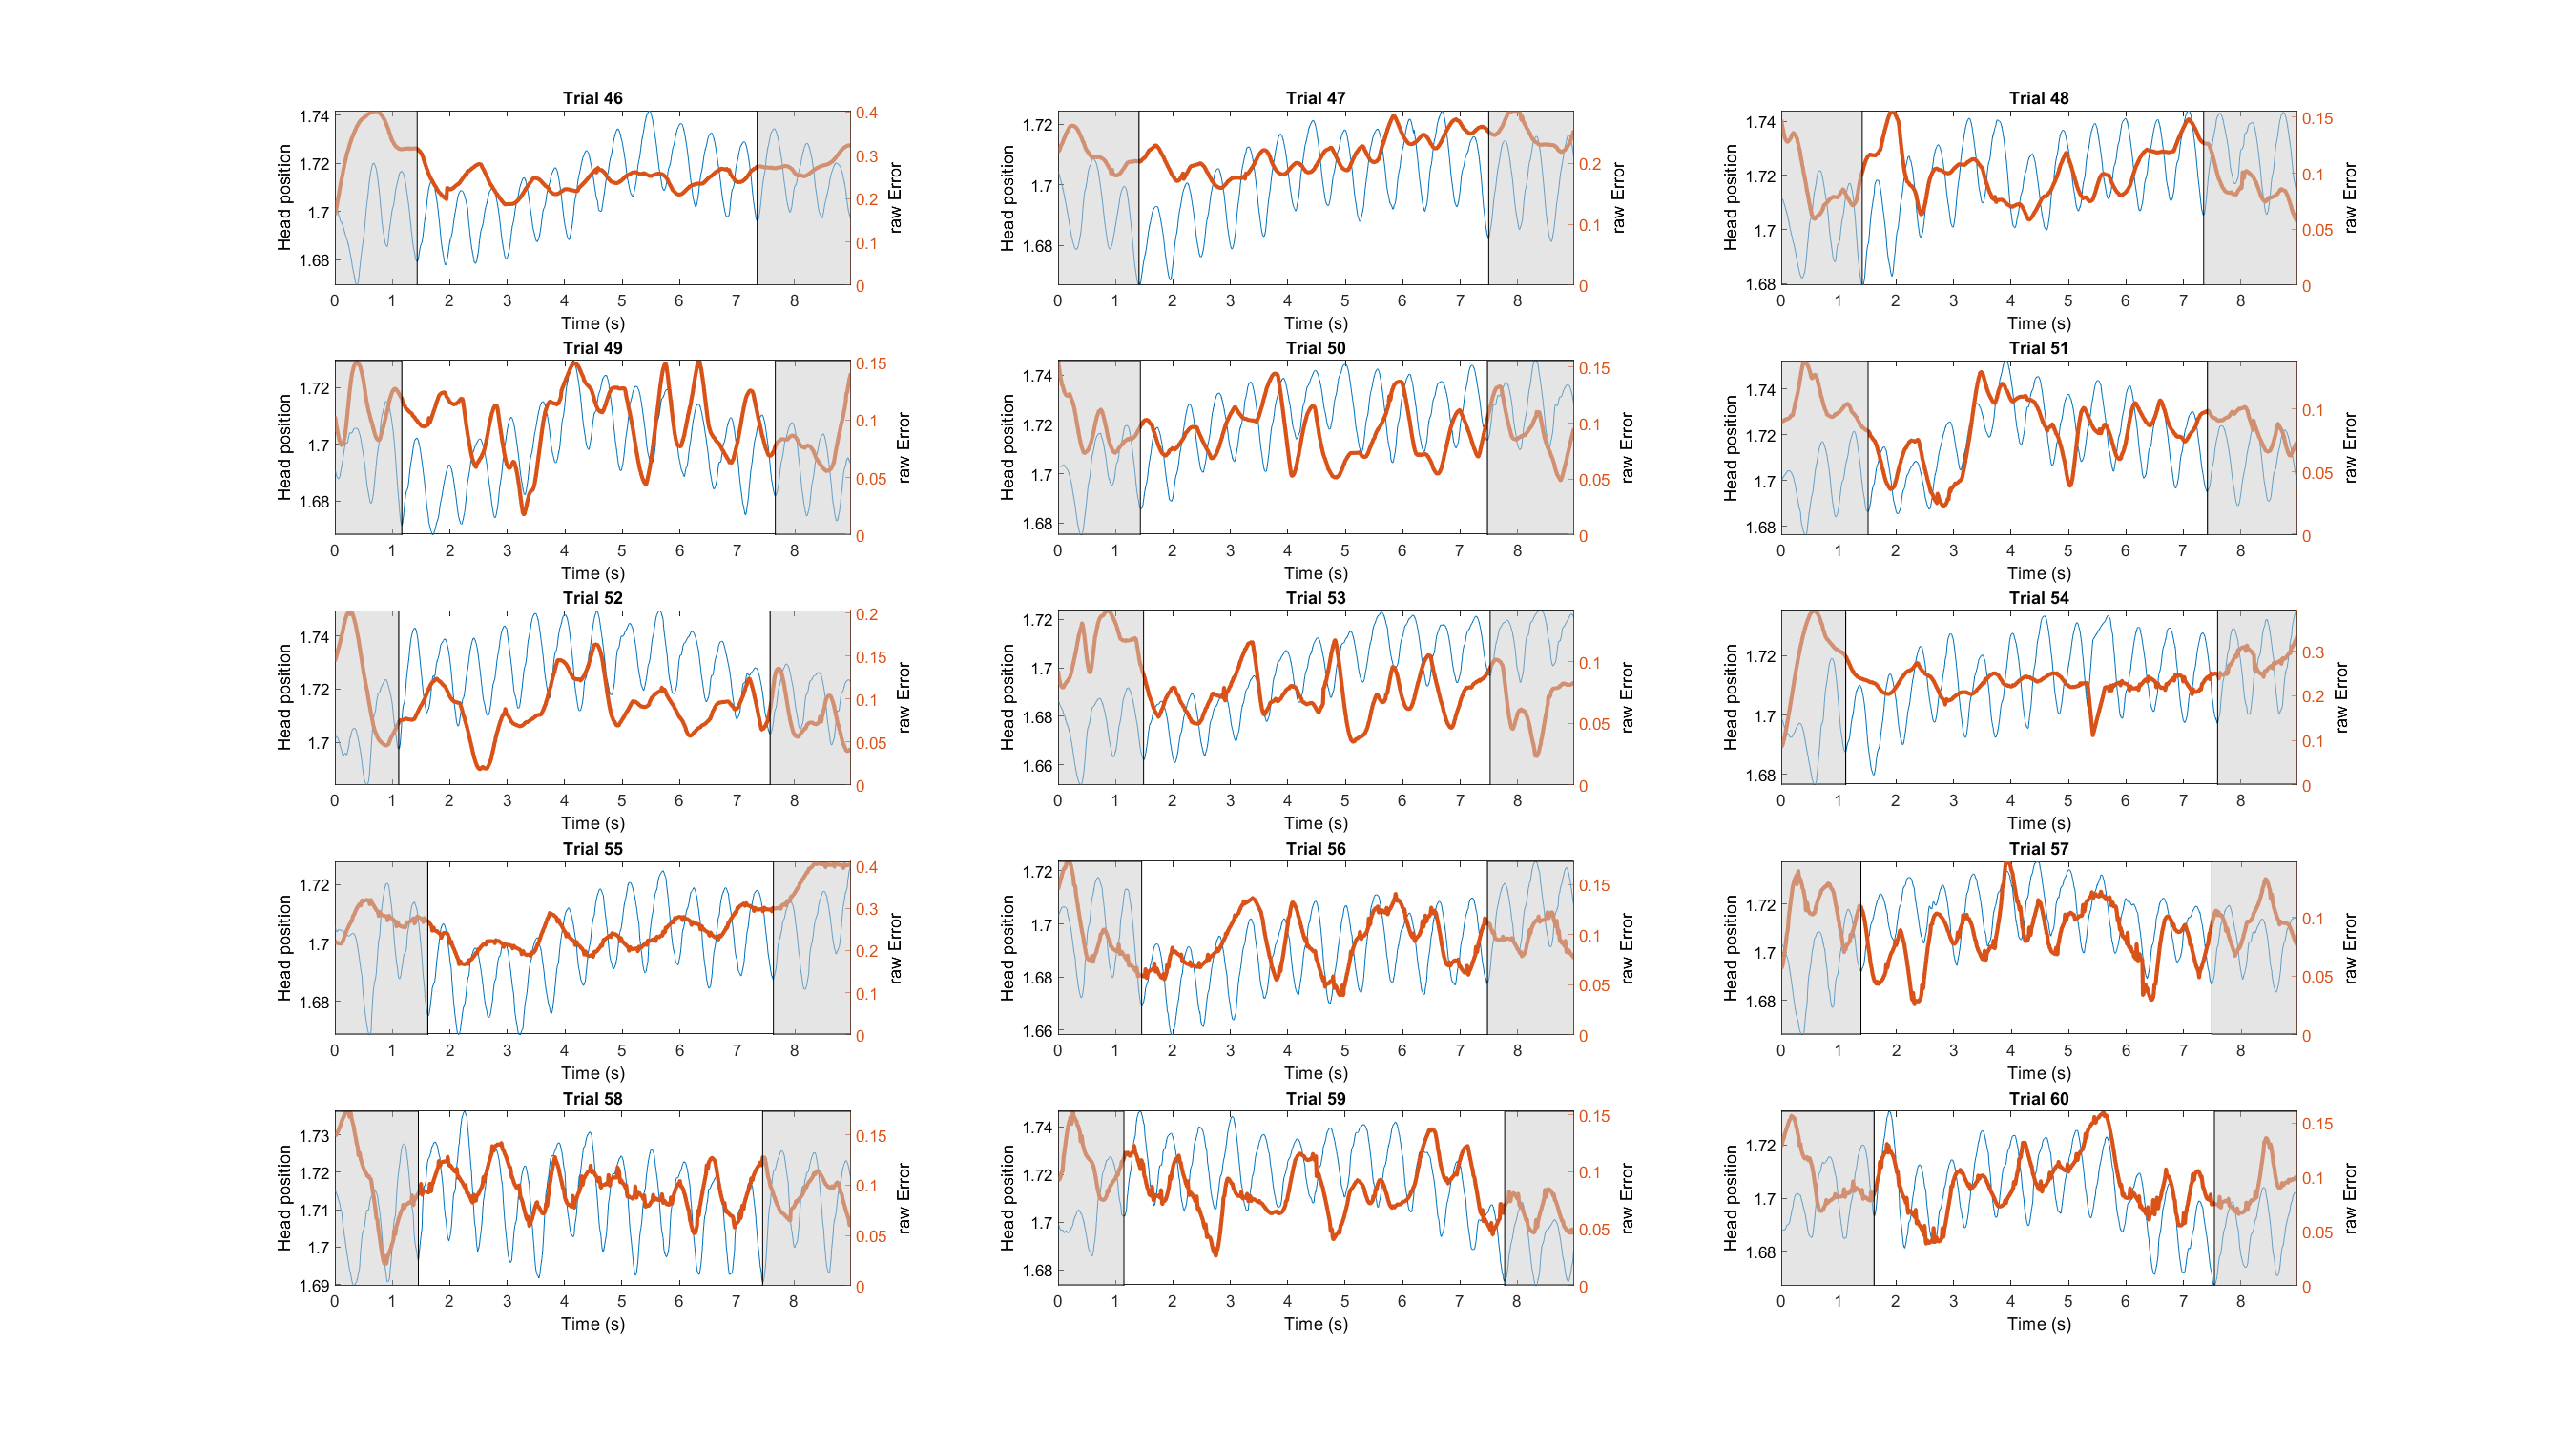 Trial 46
Head position
1.74
1.72
1.7
1.68
0.4
0.3
0.2
0.1
0
raw Error
0 1 2 3 4 5 6 7 8
Time (s)
Trial 47
Head position
1.72
1.7
1.68
0.2
0.1
0
raw Error
0 1 2 3 4 5 6 7 8
Time (s)
Trial 48
Head position
1.74
1.72
1.7
1.68
0.15
0.1
0.05
0
raw Error
0 1 2 3 4 5 6 7 8
Time (s)
Trial 49
Head position
1.72
1.7
1.68
0.15
0.1
0.05
0
raw Error
0 1 2 3 4 5 6 7 8
Time (s)
Trial 50
Head position
1.74
1.72
1.7
1.68
0.15
0.1
0.05
0
raw Error
0 1 2 3 4 5 6 7 8
Time (s)
Trial 51
Head position
1.74
1.72
1.7
1.68
0.1
0.05
0
raw Error
0 1 2 3 4 5 6 7 8
Time (s)
Trial 52
Head position
1.74
1.72
1.7
0.2
0.15
0.1
0.05
0
raw Error
0 1 2 3 4 5 6 7 8
Time (s)
Trial 53
Head position
1.72
1.7
1.68
1.66
0.1
0.05
0
raw Error
0 1 2 3 4 5 6 7 8
Time (s)
Trial 54
Head position
1.72
1.7
1.68
0.3
0.2
0.1
0
raw Error
0 1 2 3 4 5 6 7 8
Time (s)
Trial 55
Head position
1.72
1.7
1.68
0.4
0.3
0.2
0.1
0
raw Error
0 1 2 3 4 5 6 7 8
Time (s)
Trial 56
Head position
1.72
1.7
1.68
1.66
0.15
0.1
0.05
0
raw Error
0 1 2 3 4 5 6 7 8
Time (s)
Trial 57
Head position
1.72
1.7
1.68
0.1
0.05
0
raw Error
0 1 2 3 4 5 6 7 8
Time (s)
Trial 58
Head position
1.73
1.72
1.71
1.7
1.69
0.15
0.1
0.05
0
raw Error
0 1 2 3 4 5 6 7 8
Time (s)
Trial 59
Head position
1.74
1.72
1.7
1.68
0.15
0.1
0.05
0
raw Error
0 1 2 3 4 5 6 7 8
Time (s)
Trial 60
Head position
1.72
1.7
1.68
0.15
0.1
0.05
0
raw Error
0 1 2 3 4 5 6 7 8
Time (s)